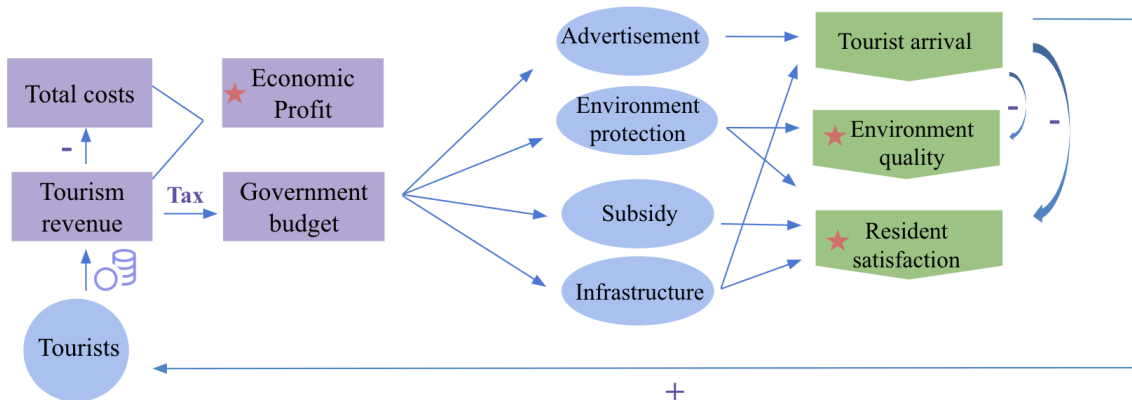 Advertisement
Tourist arrival
Total costs
Economic
Profit
Environment
protection
-
-
Environment
quality
-
Tourism
revenue
Tax
Government
budget
Subsidy
Resident
satisfaction
Infrastructure
Tourists
+